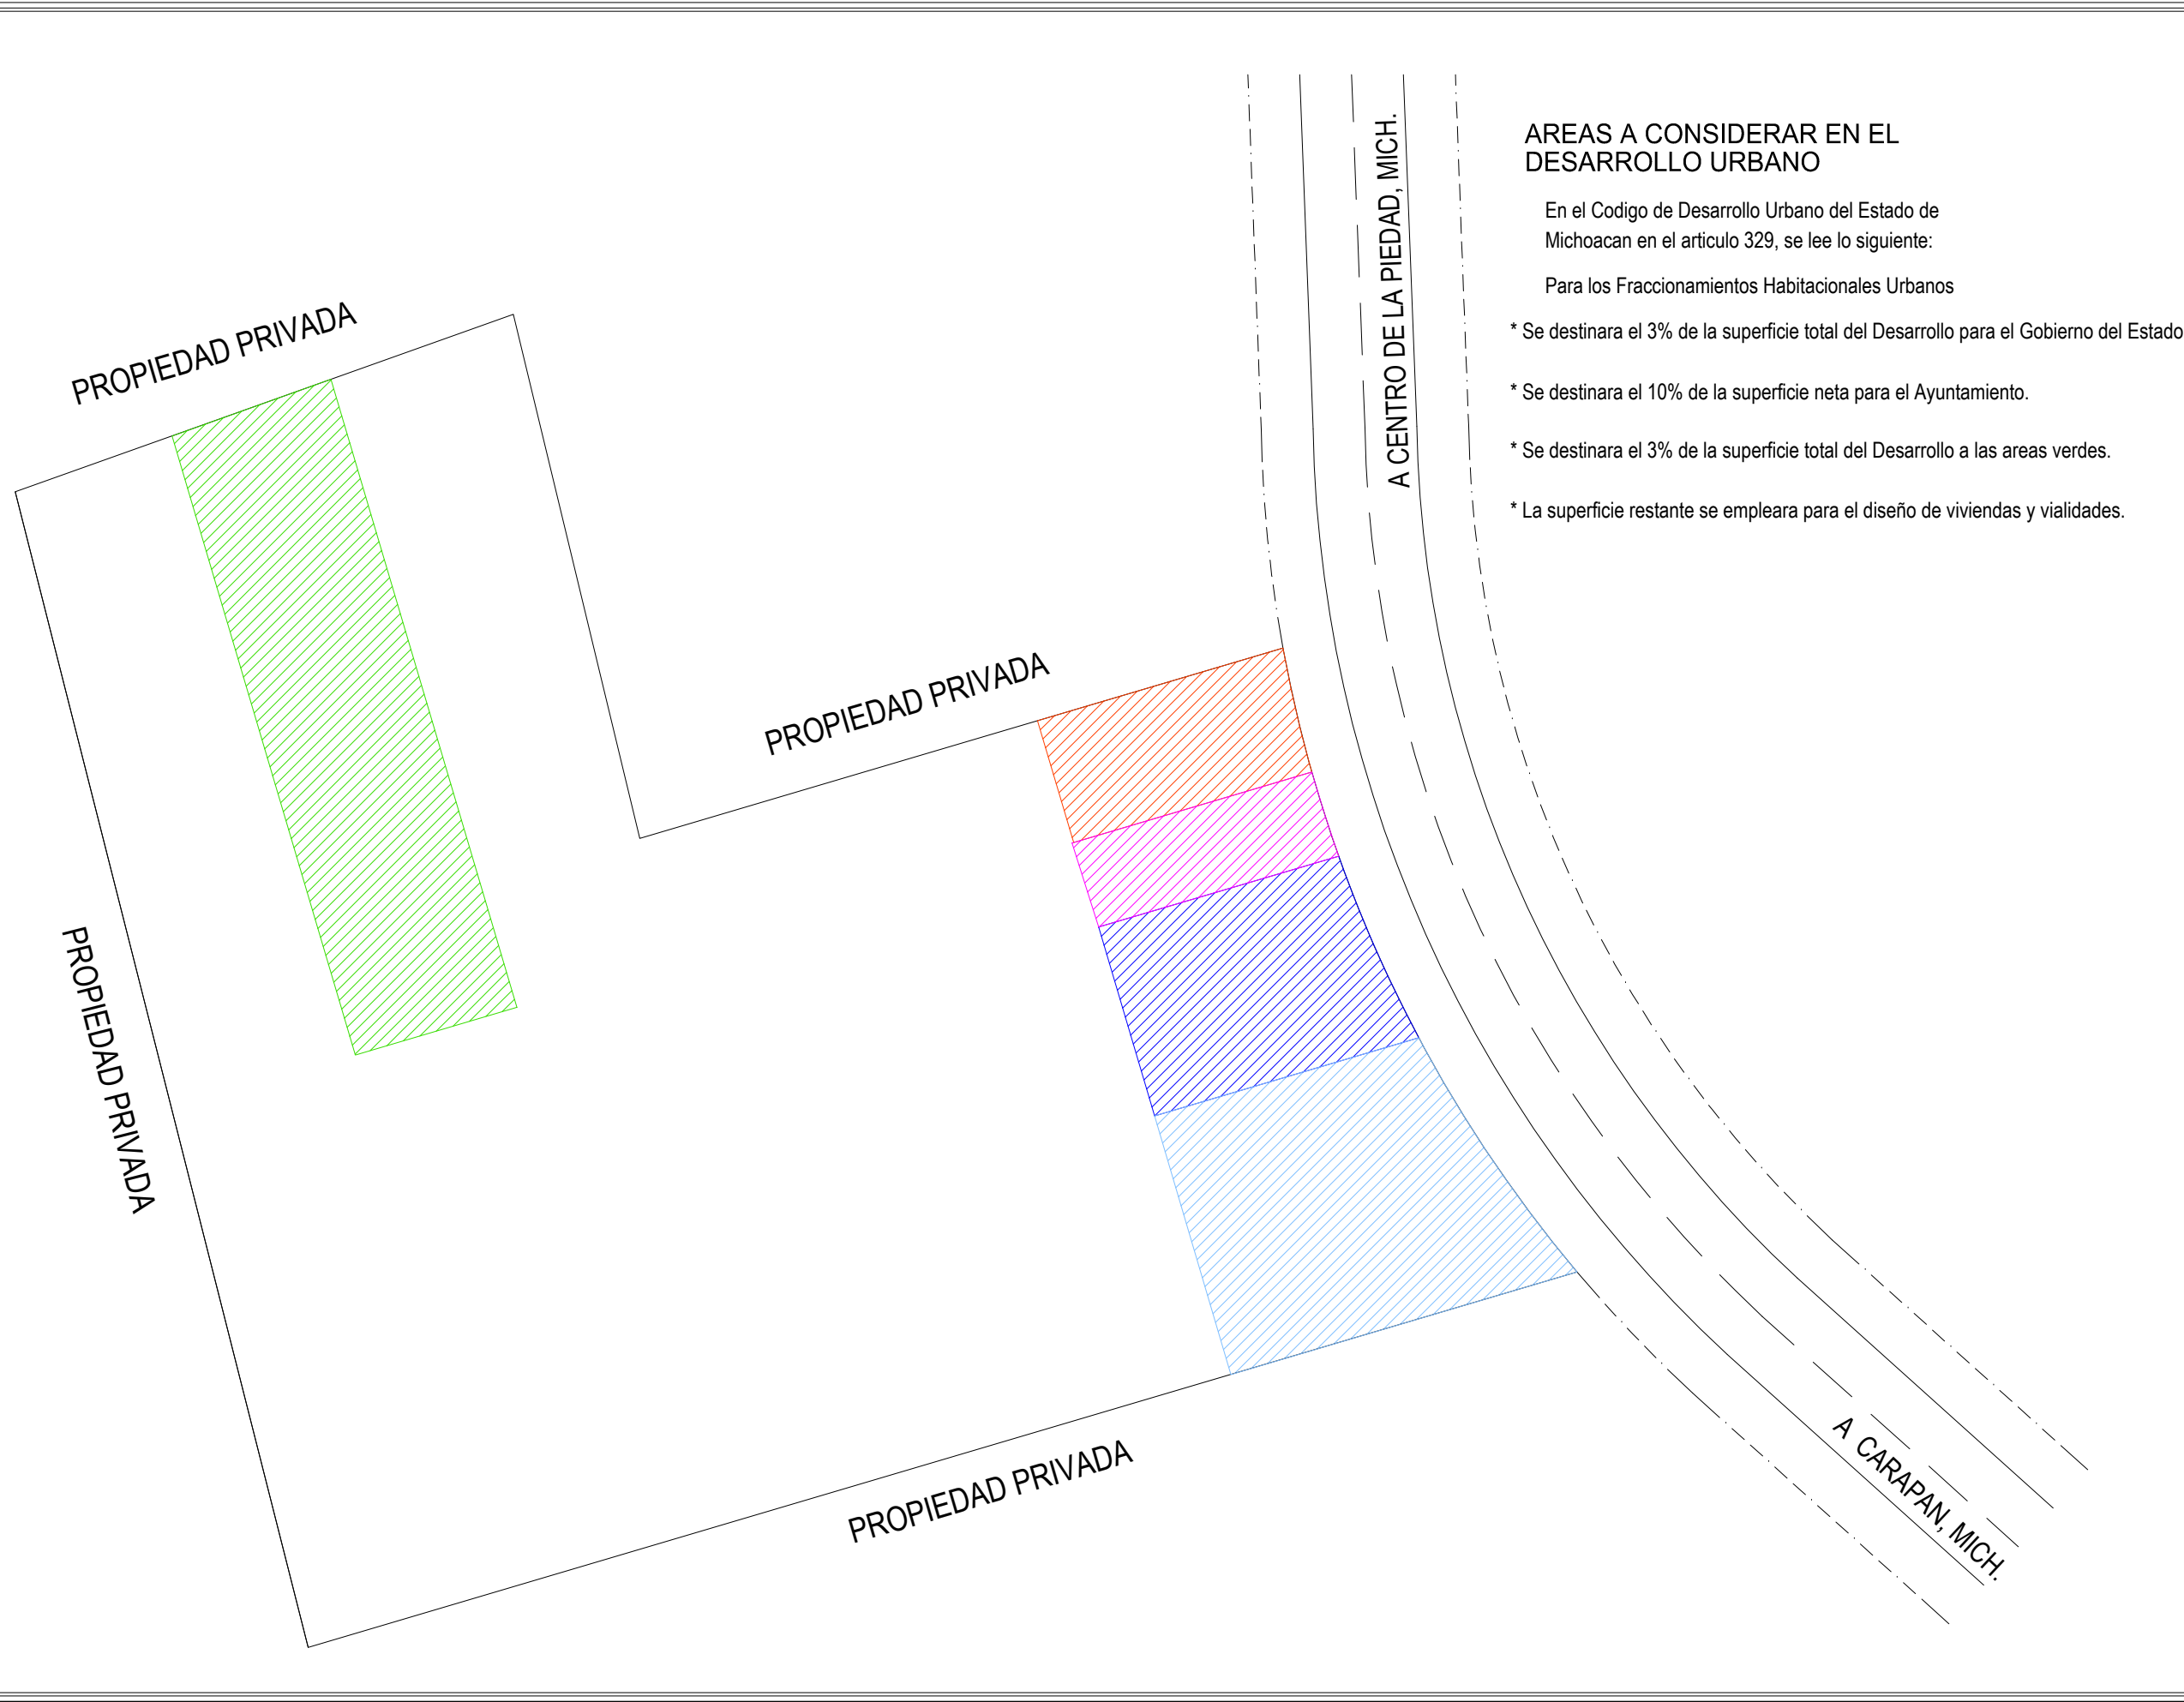 AREAS A CONSIDERAR EN EL
DESARROLLO URBANO
En el Codigo de Desarrollo Urbano del Estado de
Michoacan en el articulo 329, se lee lo siguiente:
Para los Fraccionamientos Habitacionales Urbanos
* Se destinara el 3% de la superficie total del Desarrollo para el Gobierno del Estado
* Se destinara el 10% de la superficie neta para el Ayuntamiento.
* Se destinara el 3% de la superficie total del Desarrollo a las areas verdes.
* La superficie restante se empleara para el diseño de viviendas y vialidades.
A CENTRO DE LA PIEDAD, MICH.
PROPIEDAD PRIVADA
PROPIEDAD PRIVADA
PROPIEDAD PRIVADA
PROPIEDAD PRIVADA
A CARAPAN, MICH.